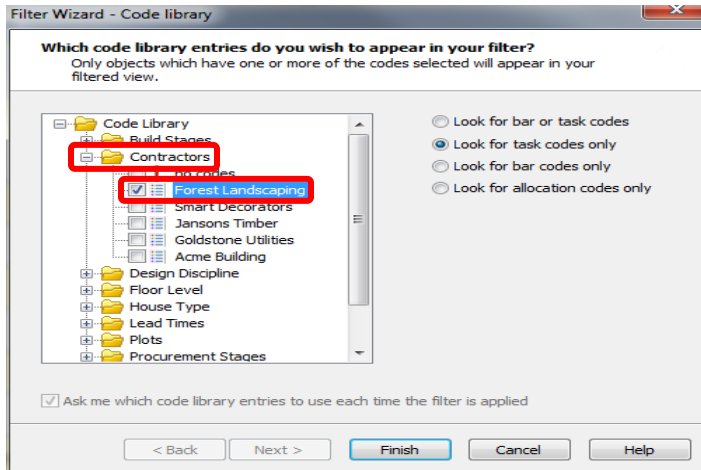 Filter Wizard - Code library
Which code library entries do you wish to appear in your filter?
Only objects which have one or more of the codes selected will appear in your
filtered view.
Code Library
Build Stages
Contractors
no codes
Forest Landscaping
Smart Decorators
Jansons Timber
Goldstone Utilities
Acme Building
Design Discipline
Floor Level
House Type
Lead Times
Plots
Procurement Stages
Look for bar or task codes
Look for task codes only
Look for bar codes only
Look for allocation codes only
Ask me which code library entries to use each time the filter is applied
< Back
Next >
Finish
Cancel
Help